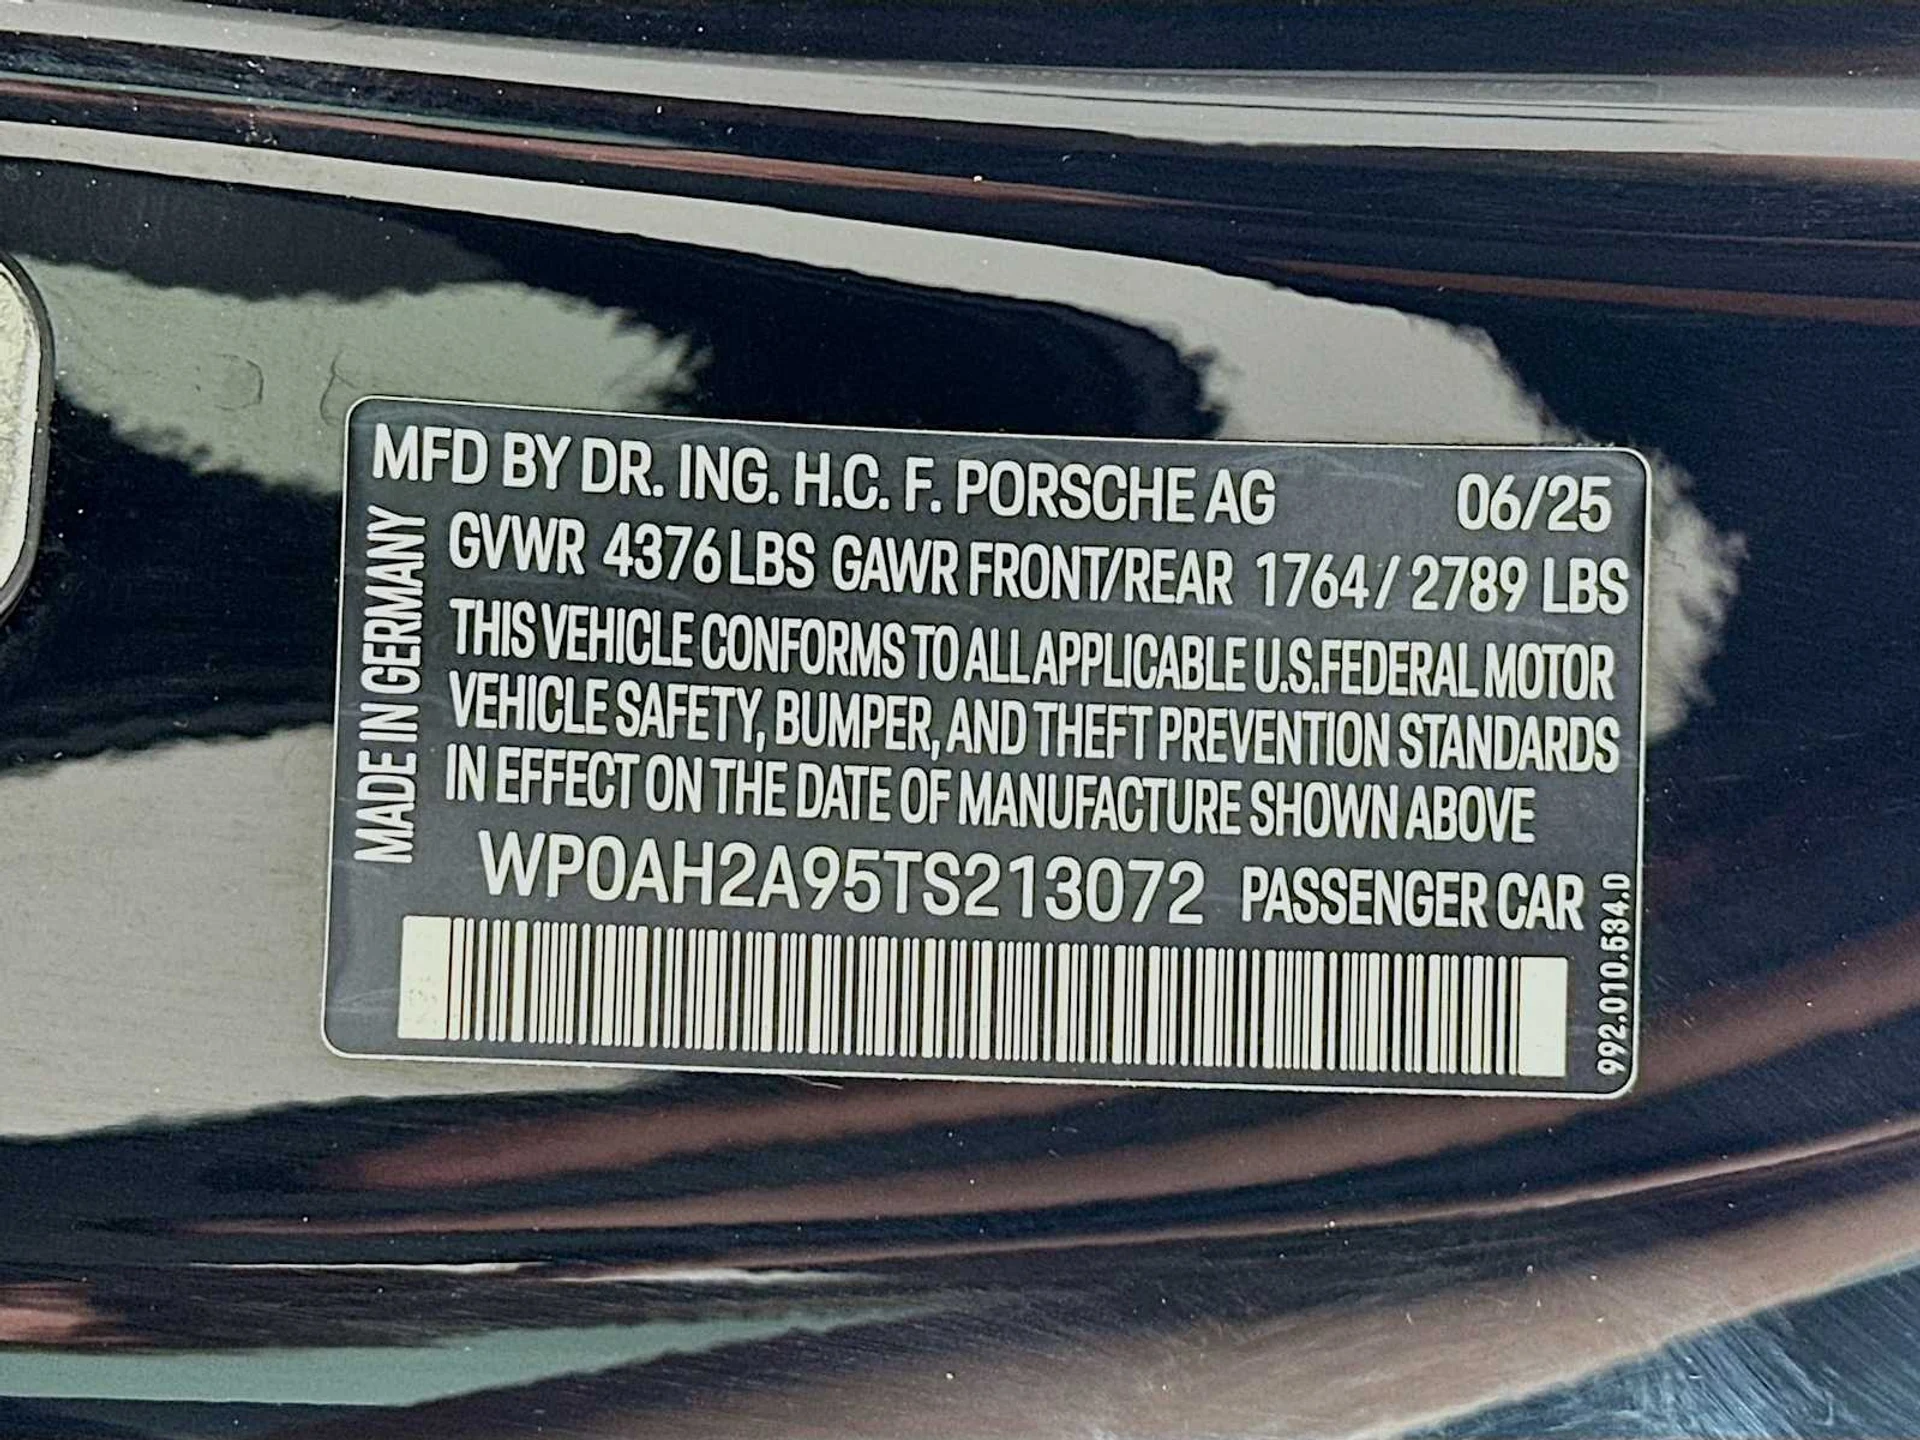 MFD BY DR. ING. H.C. F. PORSCHE AG 06/25
GVWR 4376 LBS GAWR FRONT/REAR 1764 / 2789 LBS
THIS VEHICLE CONFORMS TO ALL APPLICABLE U.S.FEDERAL MOTOR
VEHICLE SAFETY, BUMPER, AND THEFT PREVENTION STANDARDS
IN EFFECT ON THE DATE OF MANUFACTURE SHOWN ABOVE
WP0AH2A95TS213072 PASSENGER CAR
MADE IN GERMANY
992.010.534.D